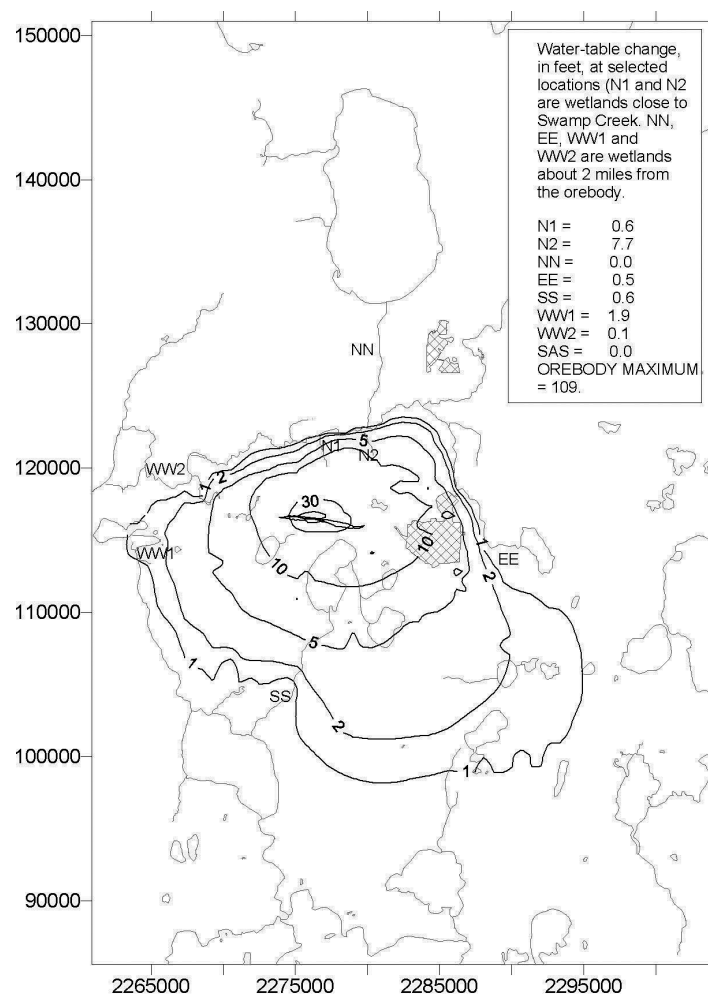 150000
140000
130000
120000
110000
100000
90000
2265000 2275000 2285000 2295000
Water-table change,
in feet, at selected
locations (N1 and N2
are wetlands close to
Swamp Creek. NN,
EE, WW1 and
WW2 are wetlands
about 2 miles from
the orebody.
N1 = 0.6
N2 = 7.7
NN = 0.0
EE = 0.5
SS = 0.6
WW1 = 1.9
WW2 = 0.1
SAS = 0.0
OREBODY MAXIMUM
= 109.
NN
N1
5
N2
WW2
1
2
30
WW1
10
10
1
EE
2
5
1
SS
2
1